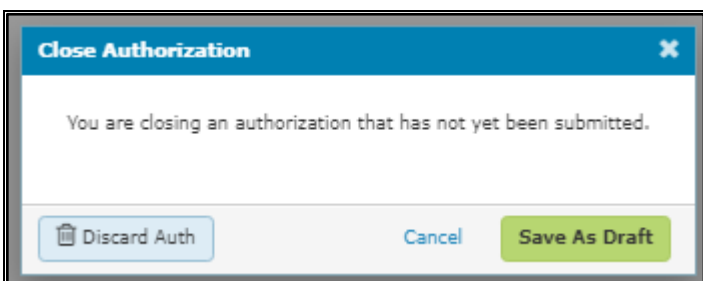 Close Authorization
You are closing an authorization that has not yet been submitted.
Discard Auth Cancel Save As Draft